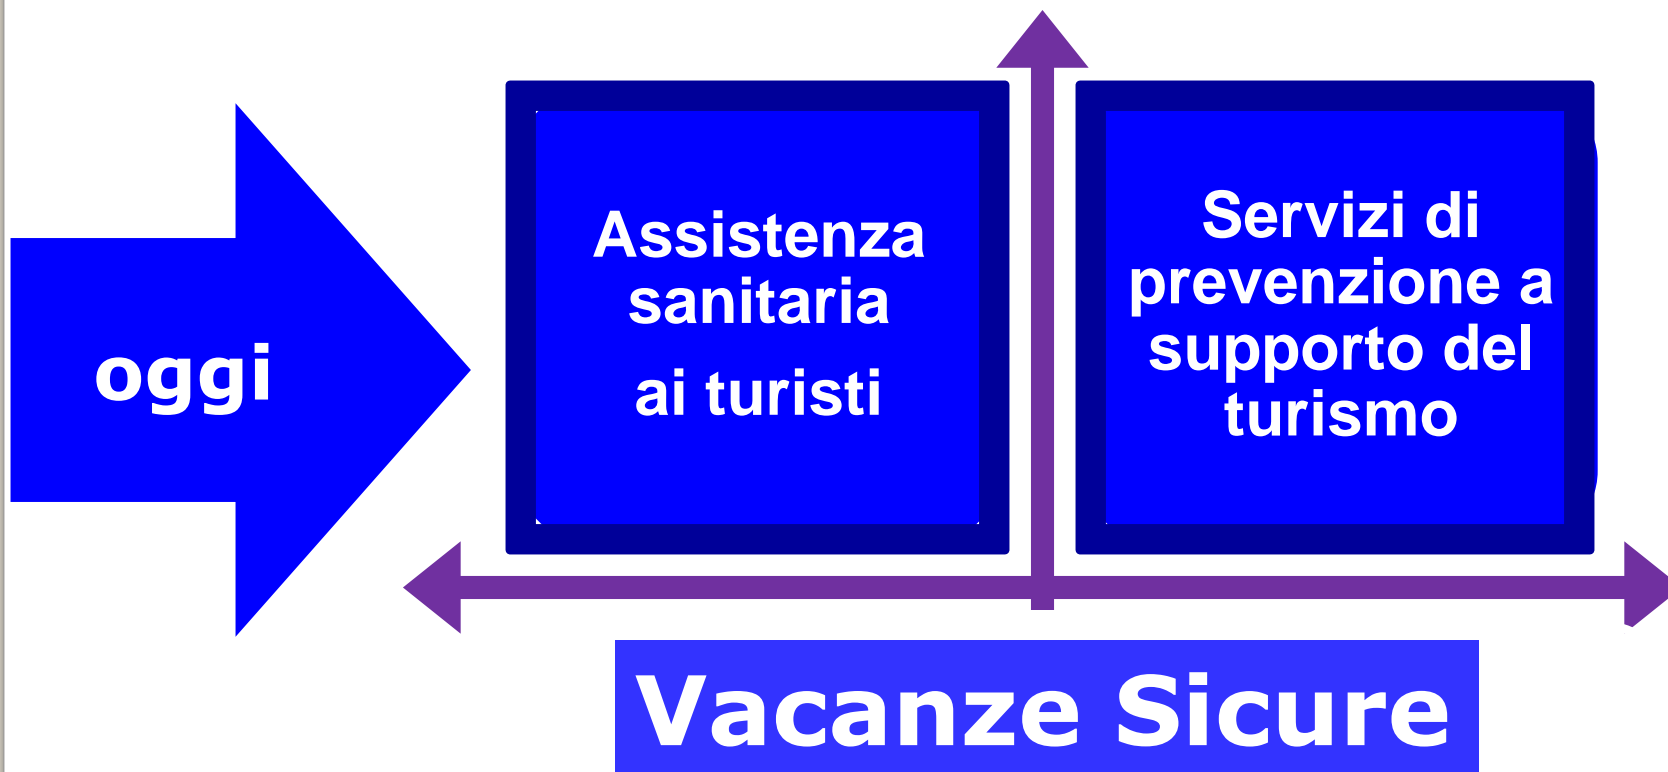 oggi
Assistenza
sanitaria
ai turisti
Servizi di
prevenzione a
supporto del
turismo
Vacanze Sicure